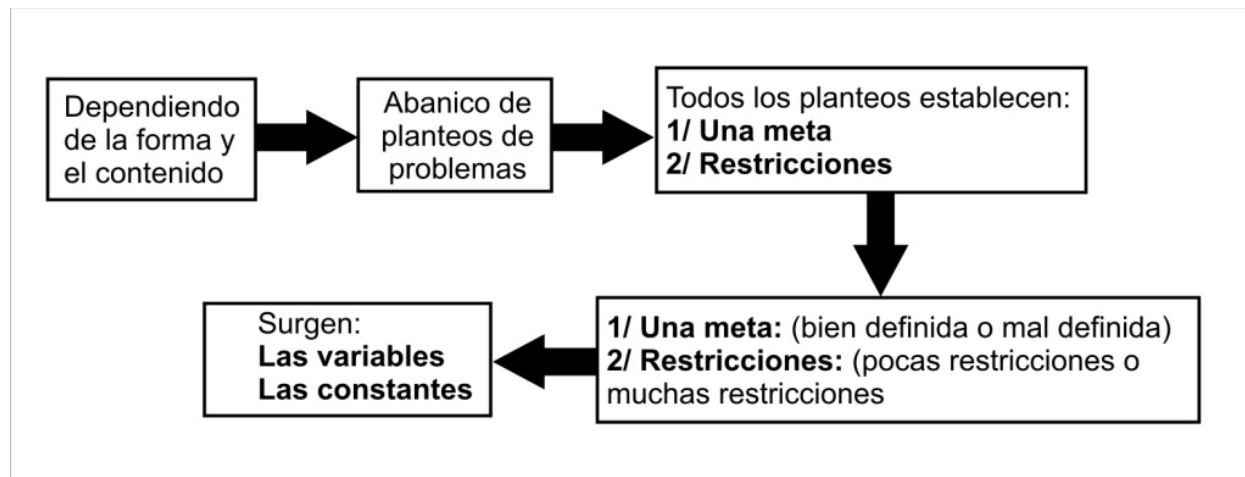 Dependiendo
de la forma y
el contenido
Abanico de
planteos de
problemas
Todos los planteos establecen:
1/ Una meta
2/ Restricciones
1/ Una meta: (bien definida o mal definida)
2/ Restricciones: (pocas restricciones o
muchas restricciones
Surgen:
Las variables
Las constantes